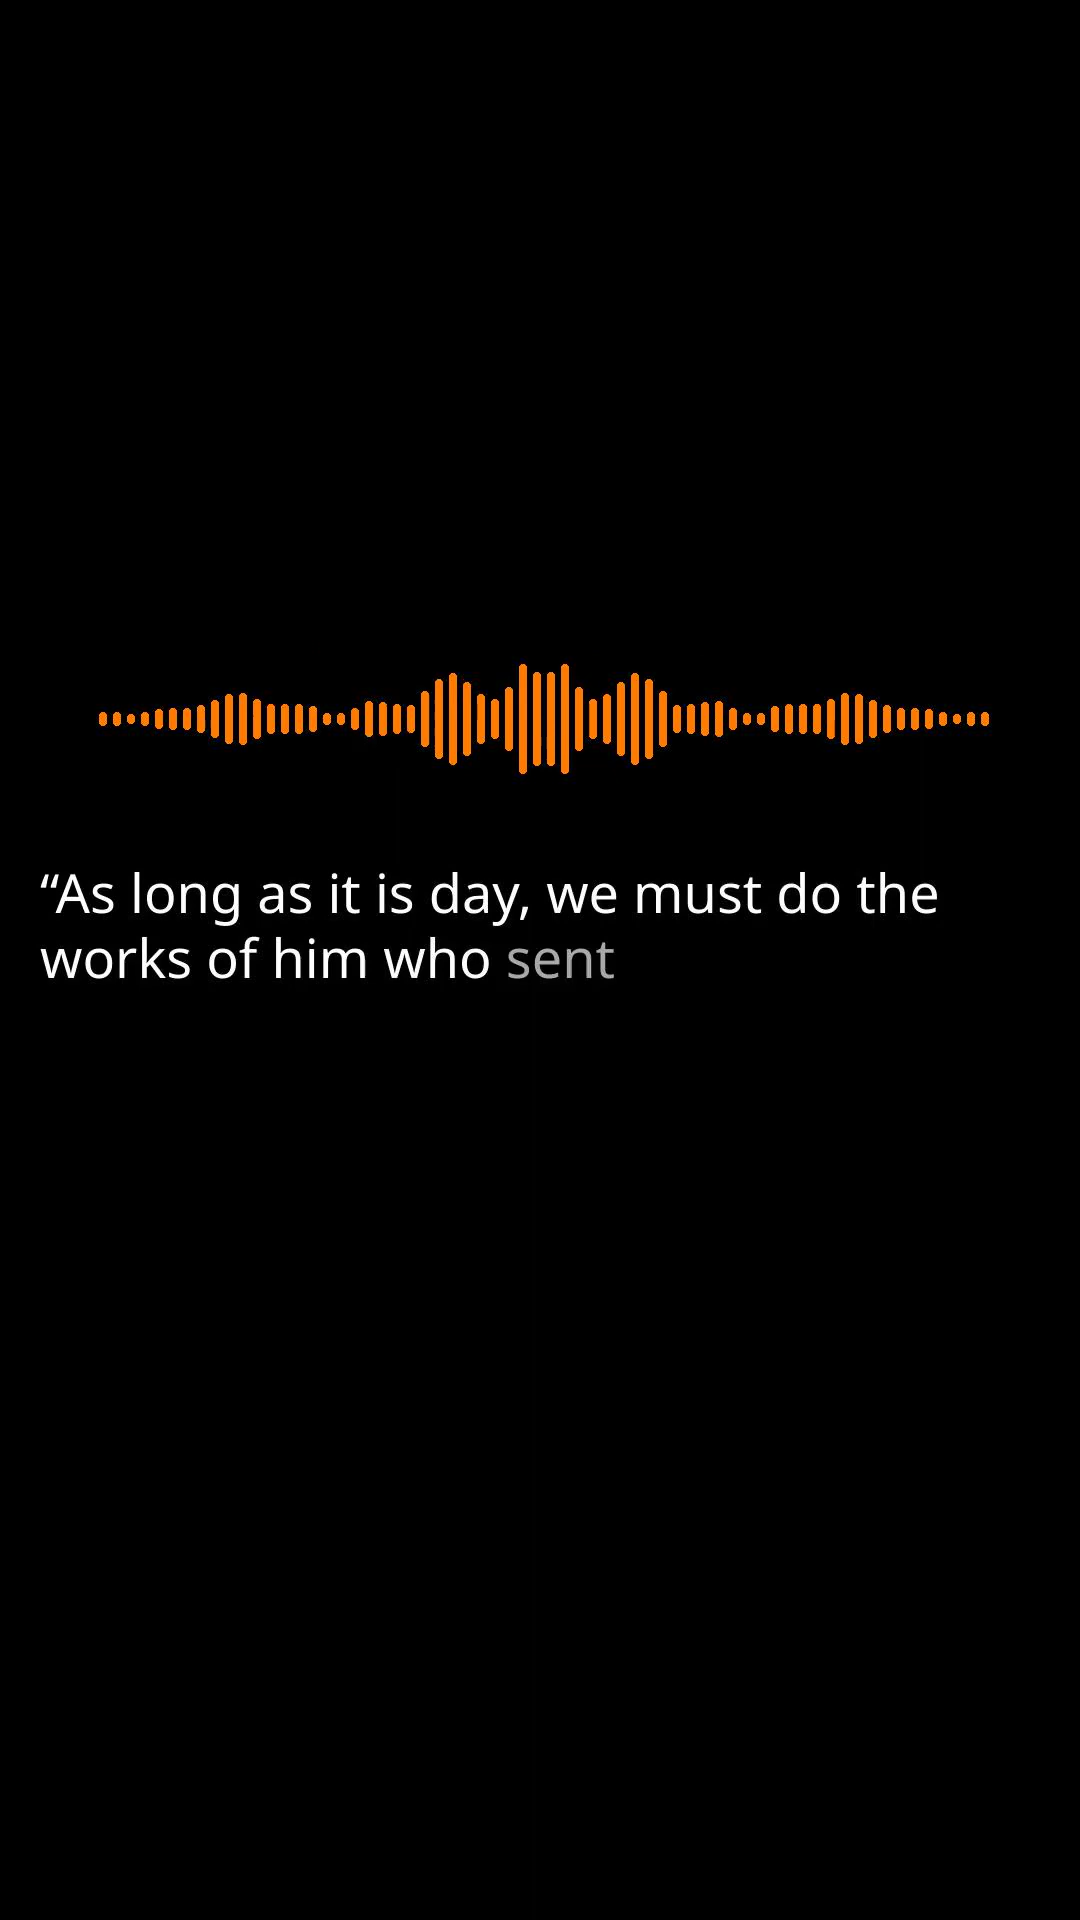 “As long as it is day, we must do the
works of him who sent